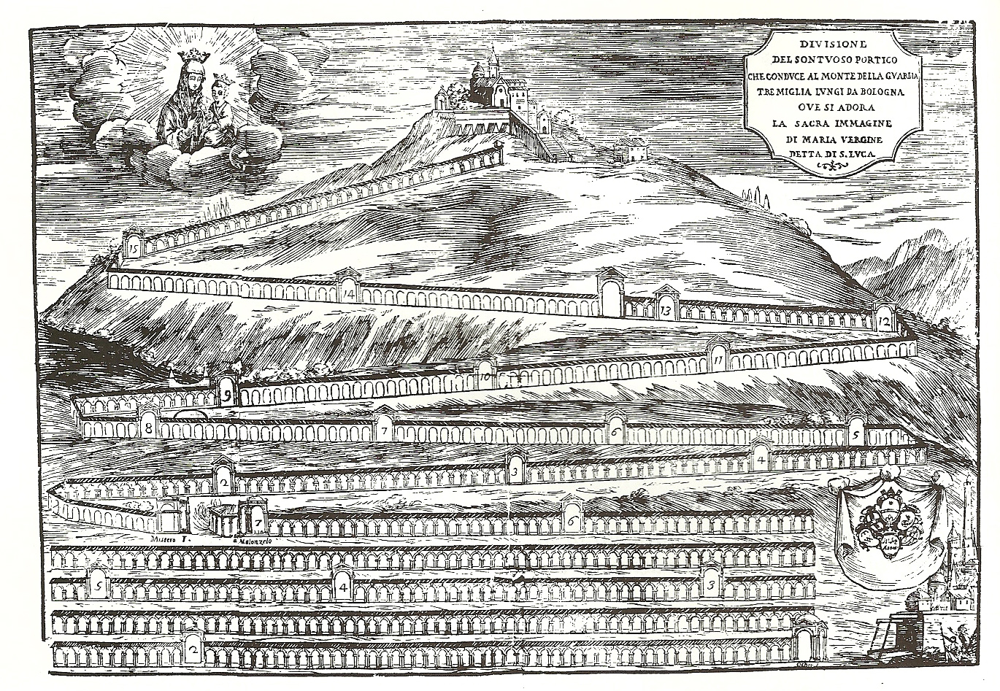 DIVISIONE
DEL SONTVOSO PORTICO
CHE CONDVCE AL MONTE DELLA GVARDIA
TRE MIGLIA LVNGI DA BOLOGNA
OVE SI ADORA
LA SACRA IMMAGINE
DI MARIA VERGINE
DETTA DI S. LVCA
15
14
13
12
11
10
9
8
7
6
5
4
3
2
Mistero I.
a Melonzelo
7
6
5
4
3
2